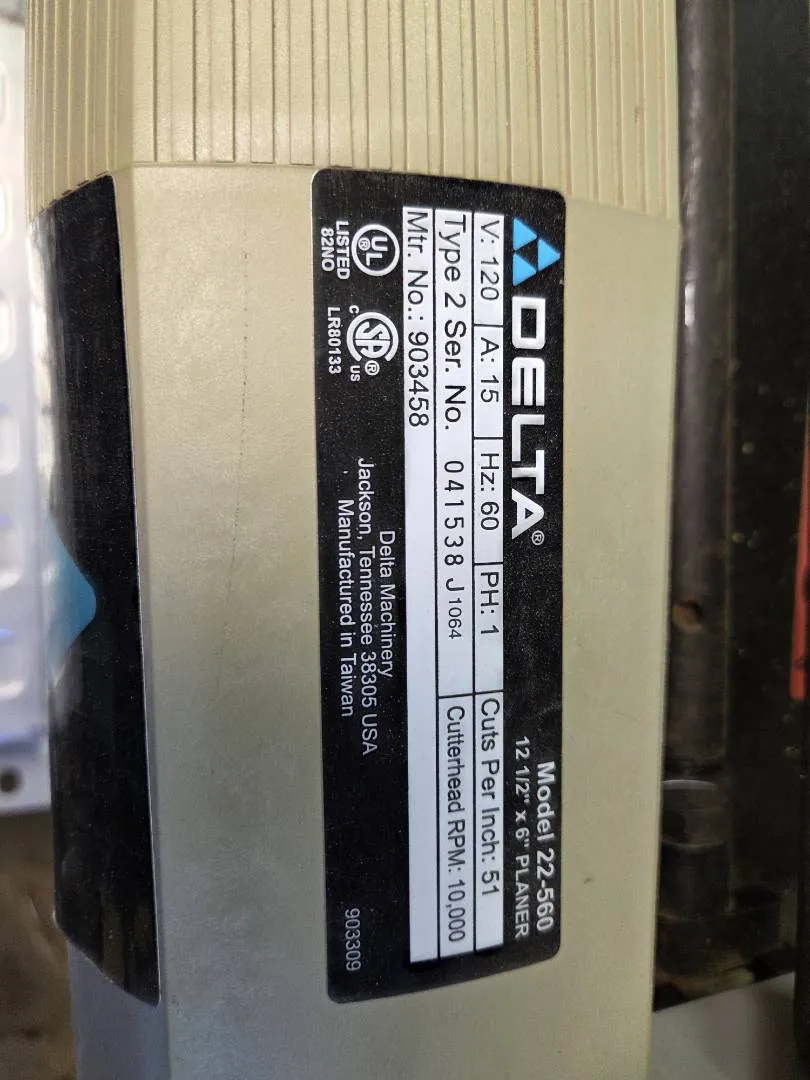 DELTA®
Model 22-560
12 1/2" x 6" PLANER
V: 120 A: 15 Hz: 60 PH: 1 Cuts Per Inch: 51
Type 2 Ser. No. 041538 J 1064 Cutterhead RPM: 10,000
Mtr. No.: 903458
UL ®
LISTED
82NO
C SA ® US
LR80133
Delta Machinery
Jackson, Tennessee 38305 USA
Manufactured in Taiwan
903309